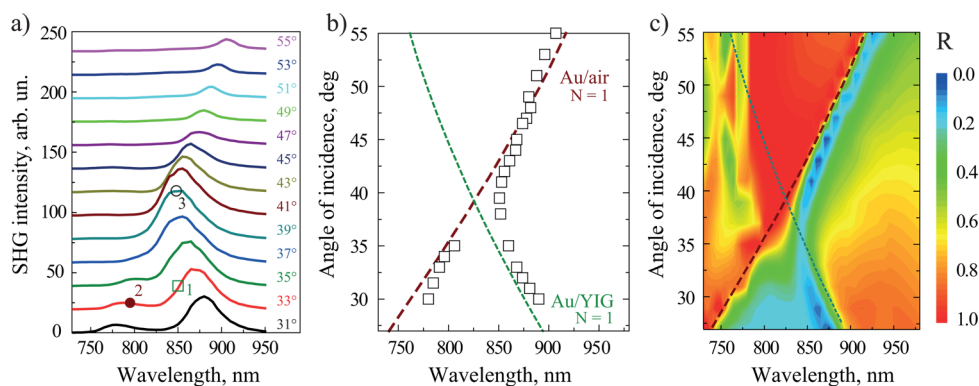 a)
SHG intensity, arb. un.
250
200
150
100
50
0
55°
53°
51°
49°
47°
45°
43°
41°
39°
37°
35°
33°
31°
3
2
1
750 800 850 900 950
Wavelength, nm
b)
Angle of incidence, deg
55
50
45
40
35
30
Au/air
N = 1
Au/YIG
N = 1
750 800 850 900 950
Wavelength, nm
c)
Angle of incidence, deg
55
50
45
40
35
30
750 800 850 900 950
Wavelength, nm
R
0.0
0.2
0.4
0.6
0.8
1.0